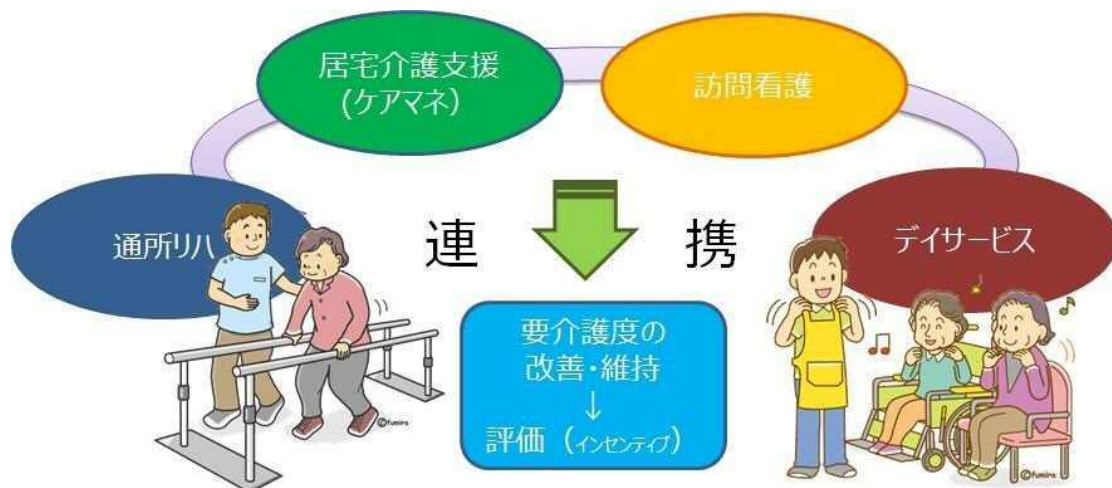 居宅介護支援
(ケアマネ)
訪問看護
通所リハ
デイサービス
連 携
要介護度の
改善・維持
↓
評価（インセンティブ）
©fumira
©fumira